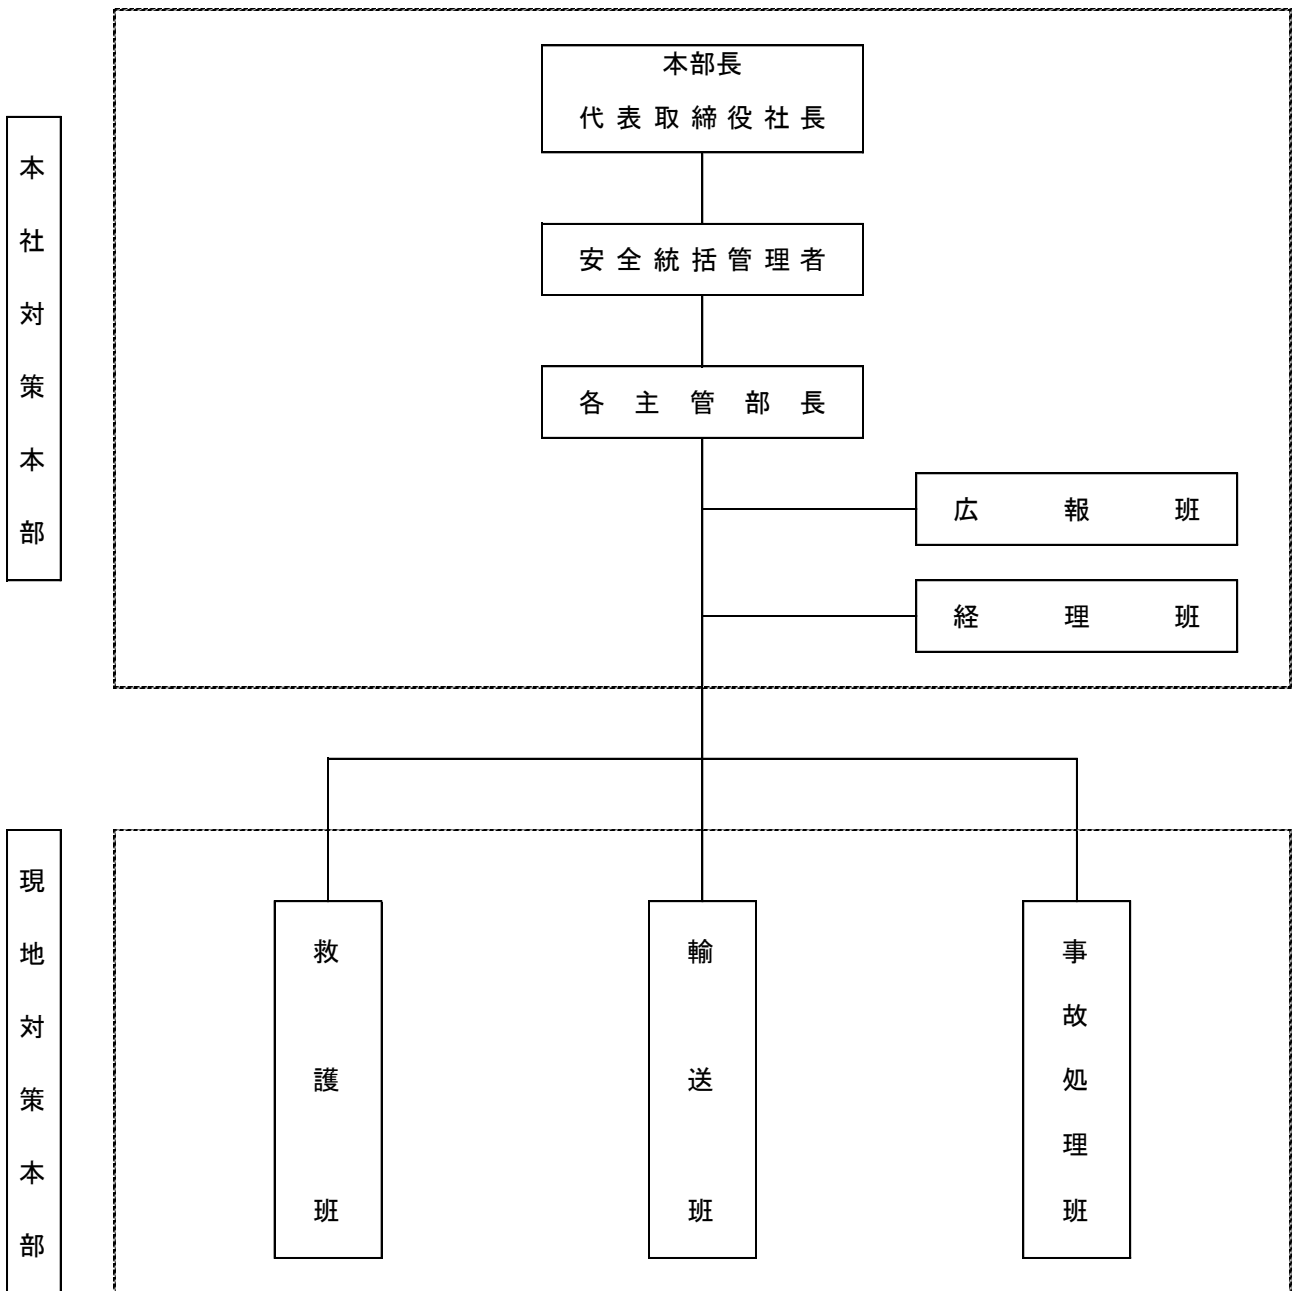 本社対策本部
本部長
代表取締役社長
安全統括管理者
各主管部長
広報班
経理班
現地対策本部
救護班
輸送班
事故処理班